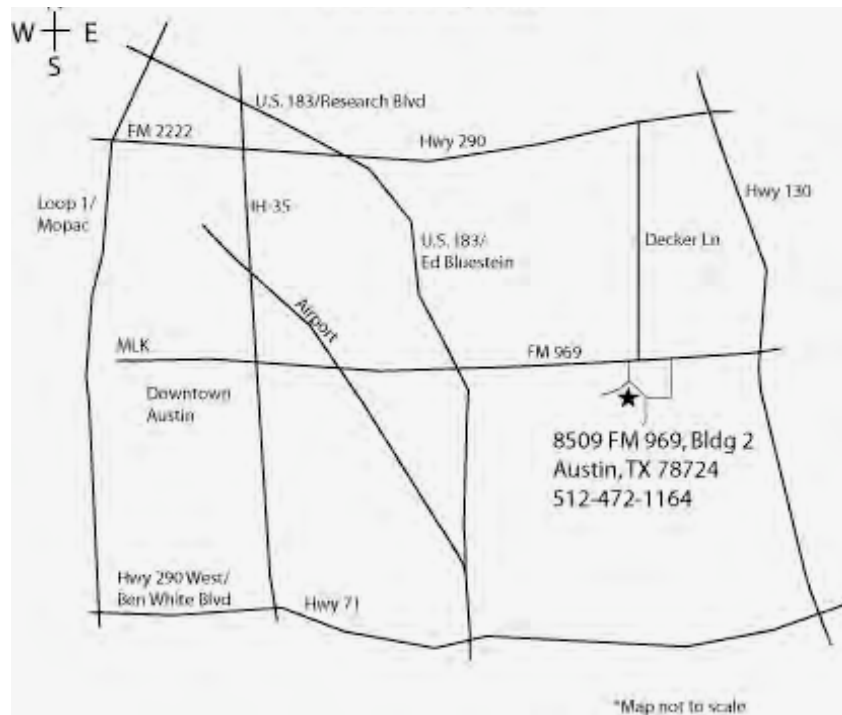 W E
S
U.S. 183/Research Blvd
FM 2222
Hwy 290
Loop 1/
Mopac
IH-35
Hwy 130
U.S. 183/
Ed Bluestein
Decker Ln
Airport
MLK
FM 969
Downtown
Austin
8509 FM 969, Bldg 2
Austin, TX 78724
512-472-1164
Hwy 290 West/
Ben White Blvd
Hwy 71
*Map not to scale